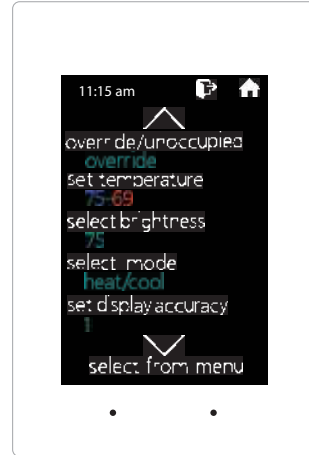 11:15 am
override/unoccupied
override
set temperature
75-69
select brightness
75
select mode
heat/cool
set display accuracy
1
select from menu